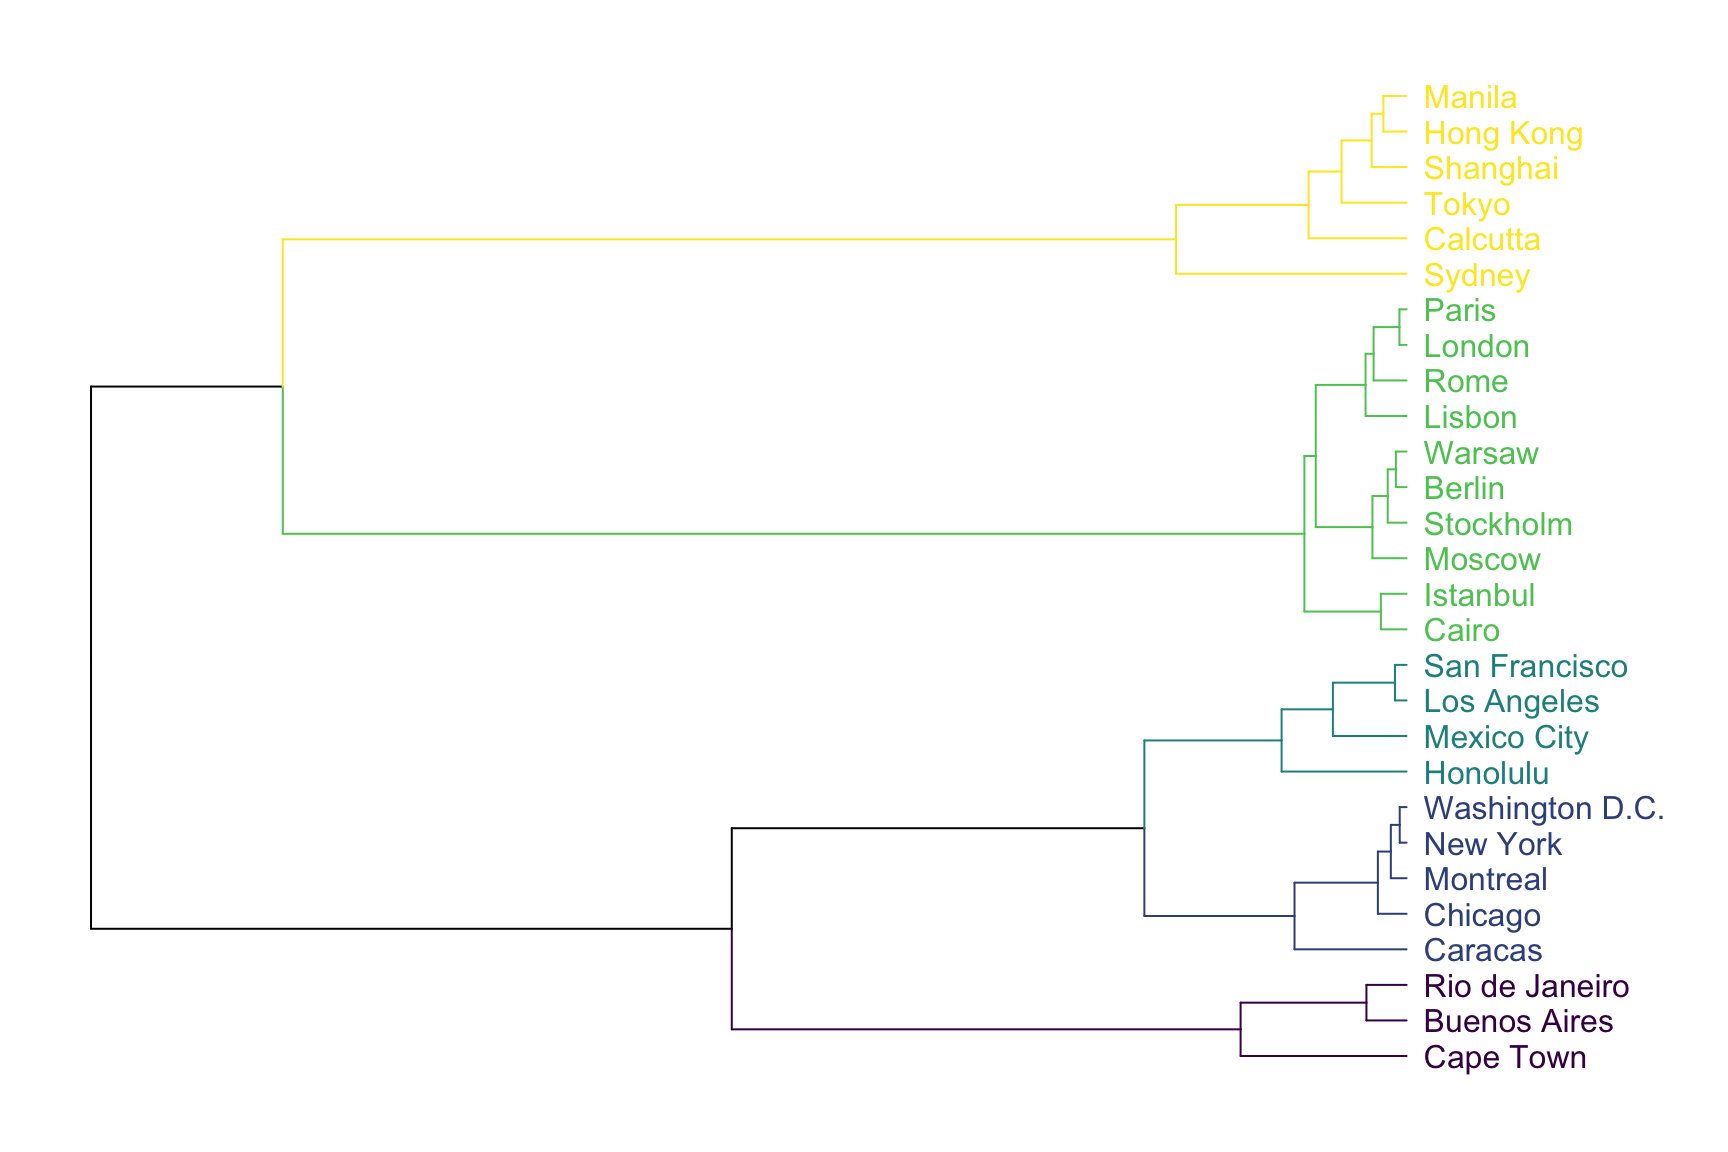 Manila
Hong Kong
Shanghai
Tokyo
Calcutta
Sydney
Paris
London
Rome
Lisbon
Warsaw
Berlin
Stockholm
Moscow
Istanbul
Cairo
San Francisco
Los Angeles
Mexico City
Honolulu
Washington D.C.
New York
Montreal
Chicago
Caracas
Rio de Janeiro
Buenos Aires
Cape Town